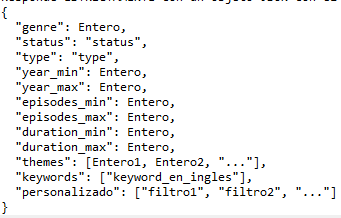 {
"genre": Entero,
"status": "status",
"type": "type",
"year_min": Entero,
"year_max": Entero,
"episodes_min": Entero,
"episodes_max": Entero,
"duration_min": Entero,
"duration_max": Entero,
"themes": [Entero1, Entero2, "..."],
"keywords": ["keyword_en_ingles"],
"personalizado": ["filtro1", "filtro2", "..."]
}